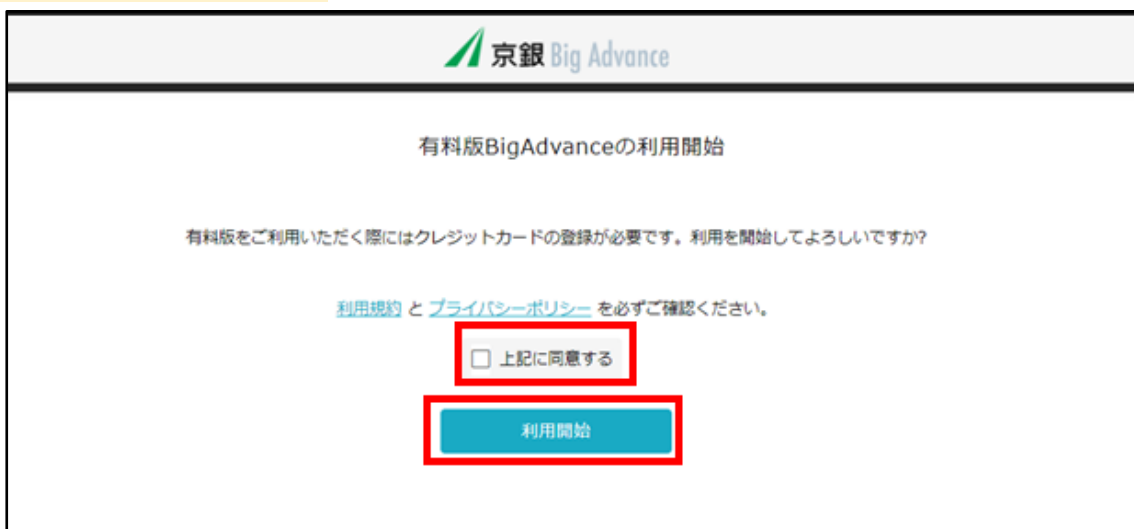 京銀 Big Advance
有料版BigAdvanceの利用開始
有料版をご利用いただく際にはクレジットカードの登録が必要です。利用を開始してよろしいですか?
利用規約 と プライバシーポリシー を必ずご確認ください。
上記に同意する
利用開始